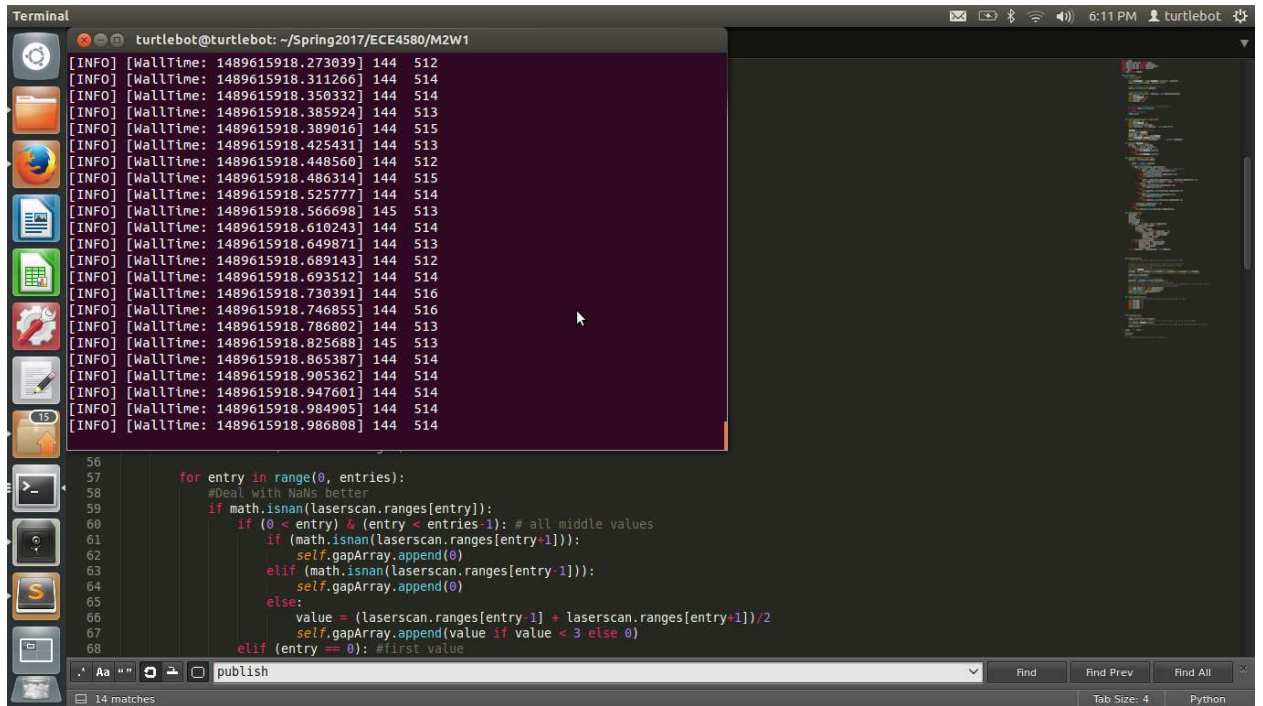 Terminal
6:11 PM turtlebot
turtlebot@turtlebot: ~/Spring2017/ECE4580/M2W1
[INFO] [WallTime: 1489615918.273039] 144 512
[INFO] [WallTime: 1489615918.311266] 144 514
[INFO] [WallTime: 1489615918.350332] 144 514
[INFO] [WallTime: 1489615918.385924] 144 513
[INFO] [WallTime: 1489615918.389016] 144 515
[INFO] [WallTime: 1489615918.425431] 144 513
[INFO] [WallTime: 1489615918.448560] 144 512
[INFO] [WallTime: 1489615918.486314] 144 515
[INFO] [WallTime: 1489615918.525777] 144 514
[INFO] [WallTime: 1489615918.566698] 145 513
[INFO] [WallTime: 1489615918.610243] 144 514
[INFO] [WallTime: 1489615918.649871] 144 513
[INFO] [WallTime: 1489615918.689143] 144 512
[INFO] [WallTime: 1489615918.693512] 144 514
[INFO] [WallTime: 1489615918.730391] 144 516
[INFO] [WallTime: 1489615918.746855] 144 516
[INFO] [WallTime: 1489615918.786802] 144 513
[INFO] [WallTime: 1489615918.825688] 145 513
[INFO] [WallTime: 1489615918.865387] 144 514
[INFO] [WallTime: 1489615918.905362] 144 514
[INFO] [WallTime: 1489615918.947601] 144 514
[INFO] [WallTime: 1489615918.984905] 144 514
[INFO] [WallTime: 1489615918.986808] 144 514
15
56
57 for entry in range(0, entries):
58 #Deal with NaNs better
59 if math.isnan(laserscan.ranges[entry]):
60 if (0 < entry) & (entry < entries-1): # all middle values
61 if (math.isnan(laserscan.ranges[entry+1])):
62 self.gapArray.append(0)
63 elif (math.isnan(laserscan.ranges[entry-1])):
64 self.gapArray.append(0)
65 else:
66 value = (laserscan.ranges[entry-1] + laserscan.ranges[entry+1])/2
67 self.gapArray.append(value if value < 3 else 0)
68 elif (entry == 0): #first value
.* Aa “” publish Find Find Prev Find All
14 matches Tab Size: 4 Python